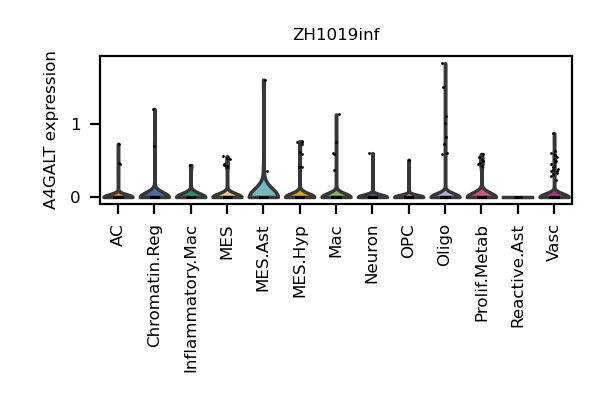 ZH1019inf
A4GALT expression
1
0
AC
Chromatin.Reg
Inflammatory.Mac
MES
MES.Ast
MES.Hyp
Mac
Neuron
OPC
Oligo
Prolif.Metab
Reactive.Ast
Vasc